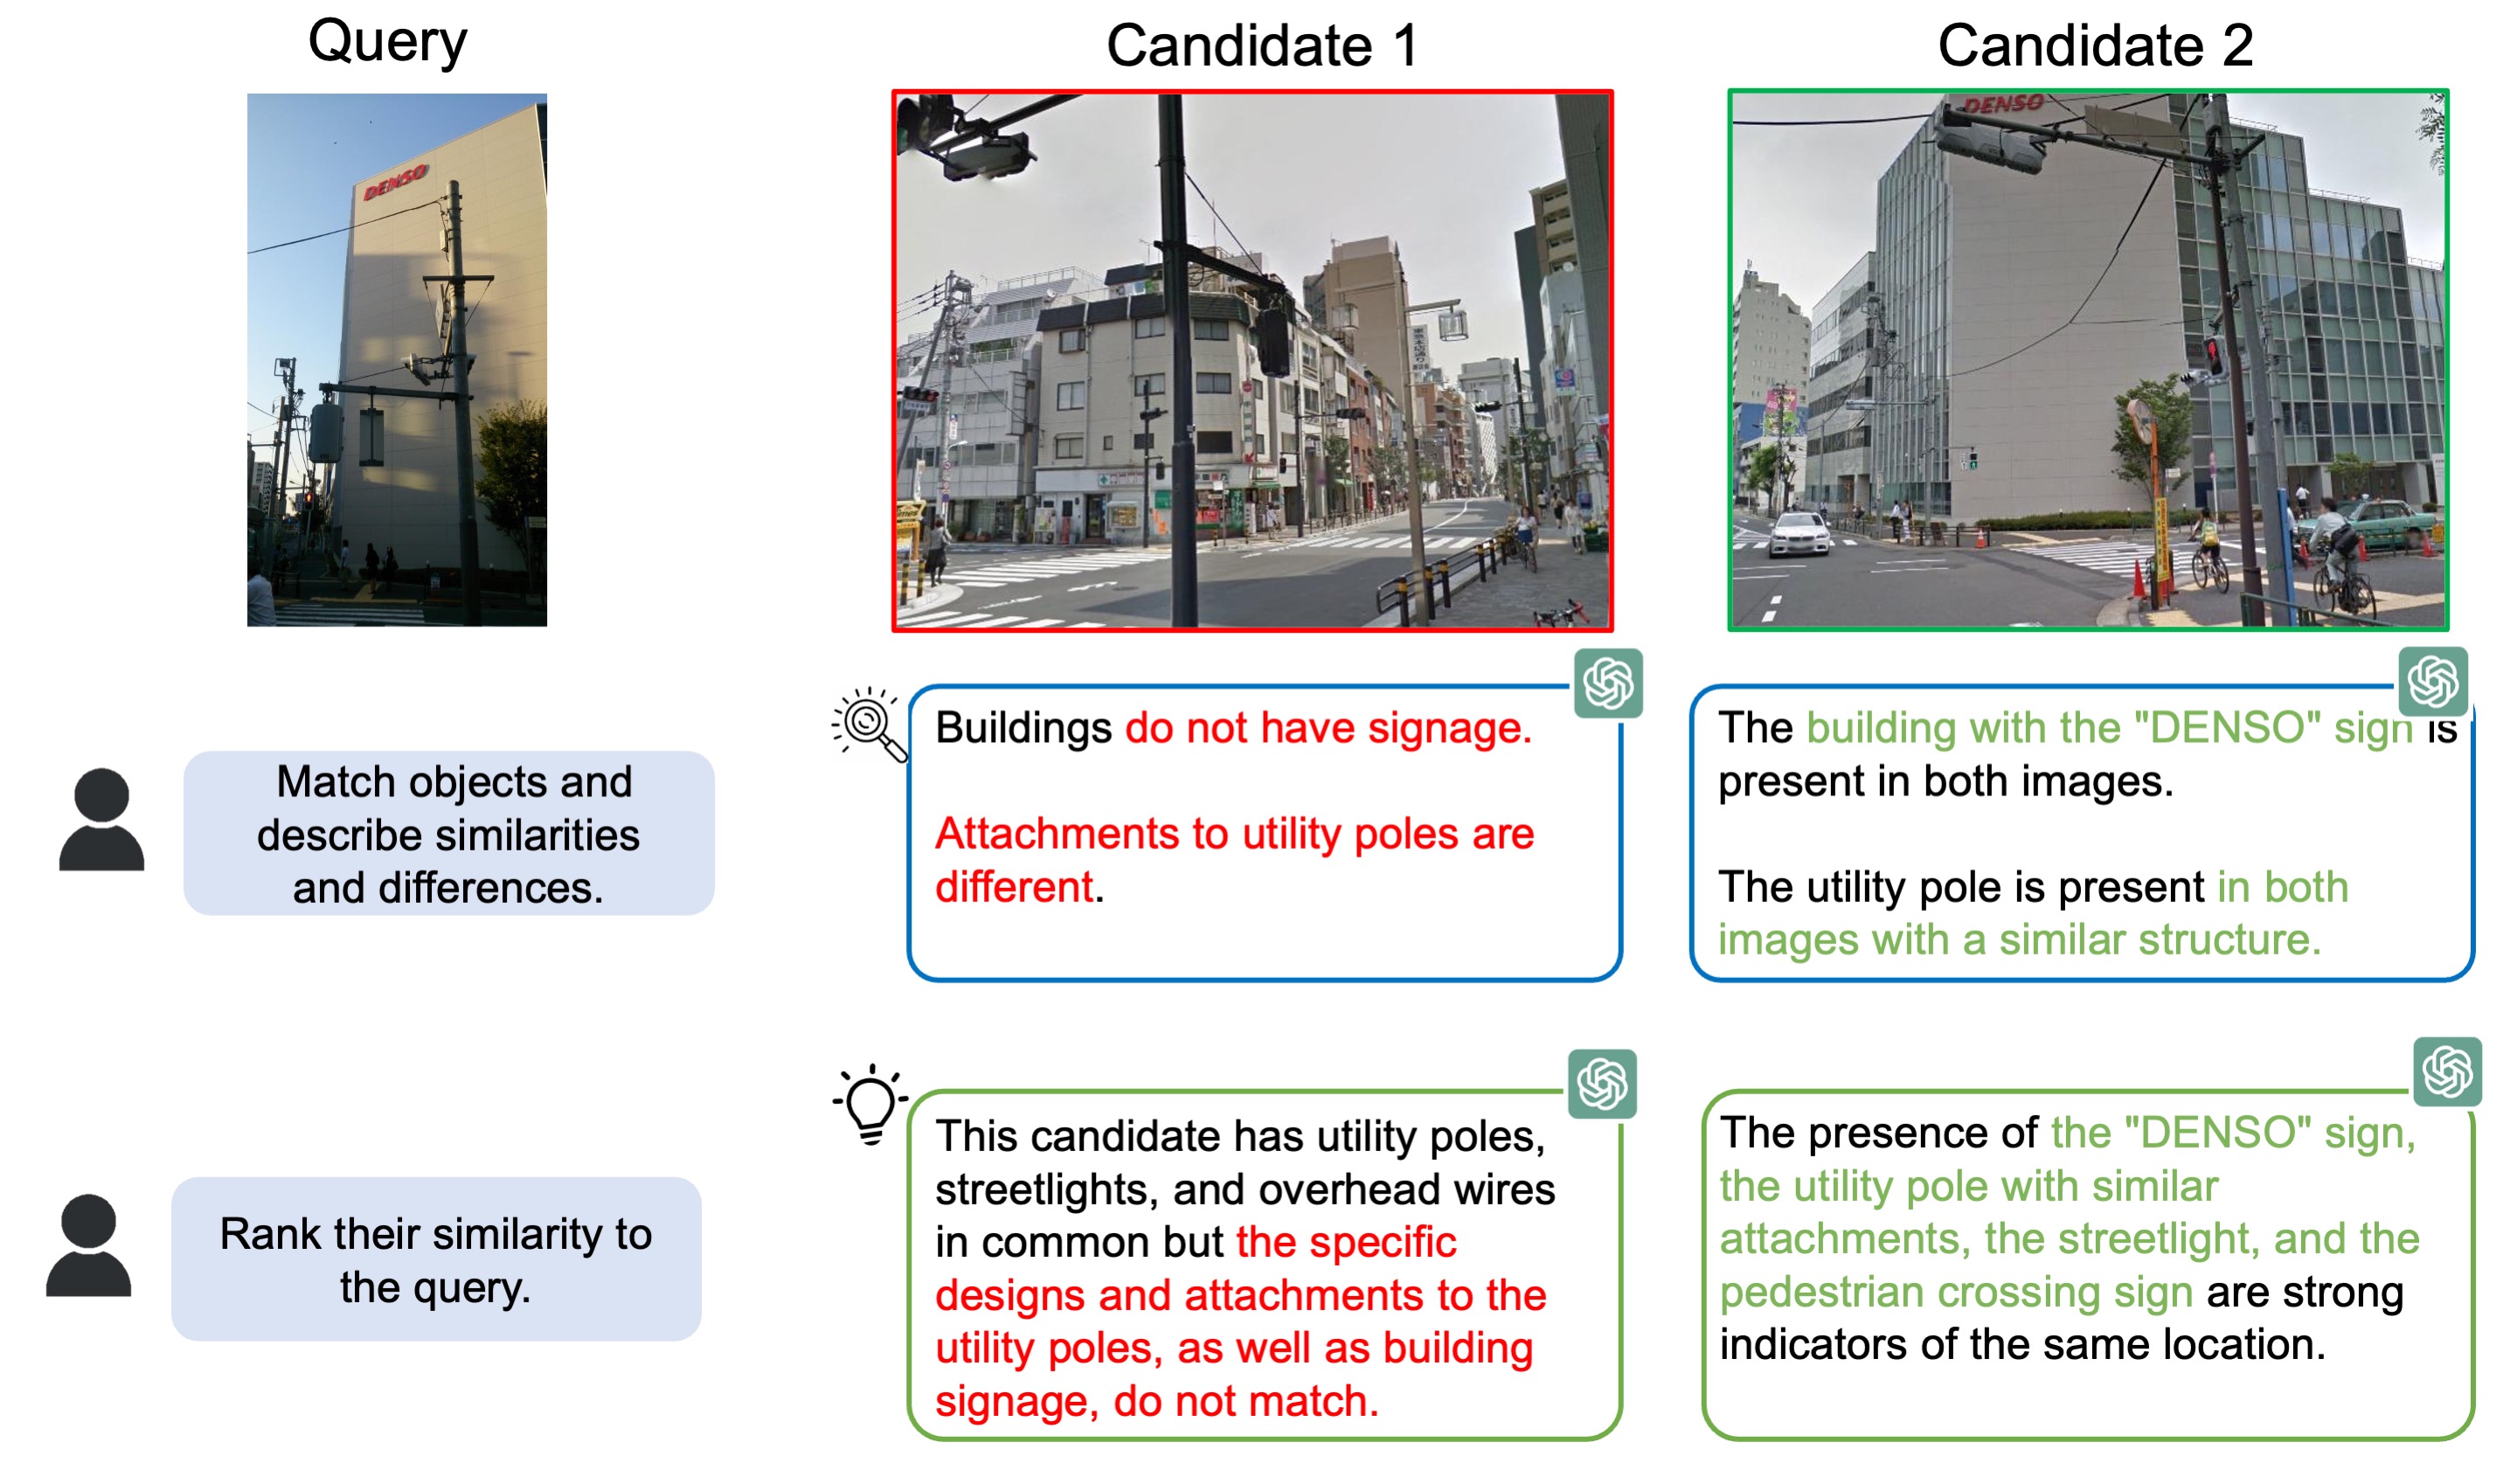 Query
Candidate 1
Candidate 2
DENSO
DENSO
Match objects and
describe similarities
and differences.
Buildings do not have signage.
Attachments to utility poles are
different.
The building with the "DENSO" sign is
present in both images.
The utility pole is present in both
images with a similar structure.
Rank their similarity to
the query.
This candidate has utility poles,
streetlights, and overhead wires
in common but the specific
designs and attachments to the
utility poles, as well as building
signage, do not match.
The presence of the "DENSO" sign,
the utility pole with similar
attachments, the streetlight, and the
pedestrian crossing sign are strong
indicators of the same location.